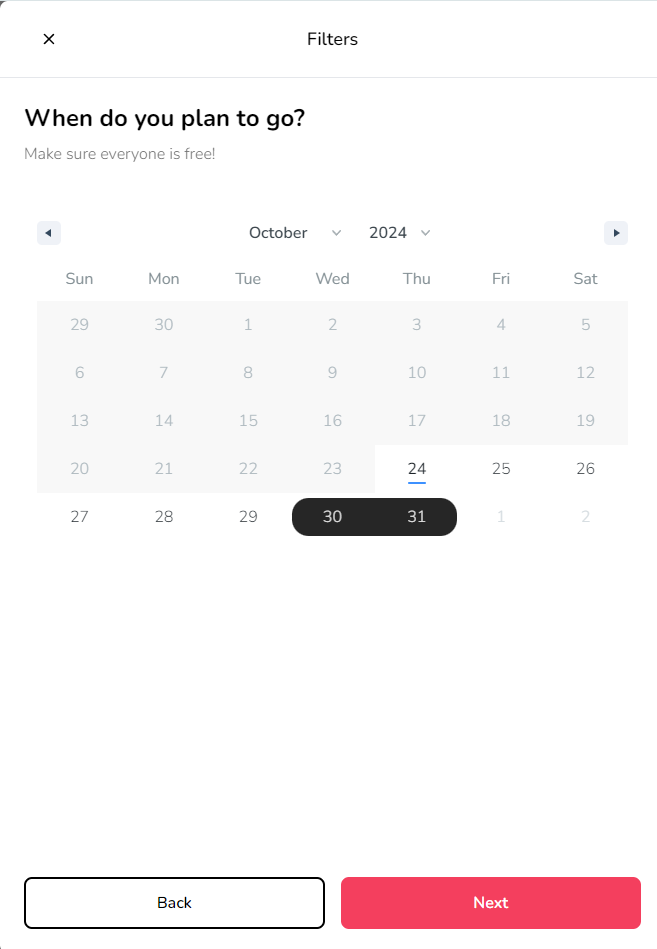 Filters
When do you plan to go?
Make sure everyone is free!
October 2024
Sun Mon Tue Wed Thu Fri Sat
29 30 1 2 3 4 5
6 7 8 9 10 11 12
13 14 15 16 17 18 19
20 21 22 23 24 25 26
27 28 29 30 31 1 2
Back Next